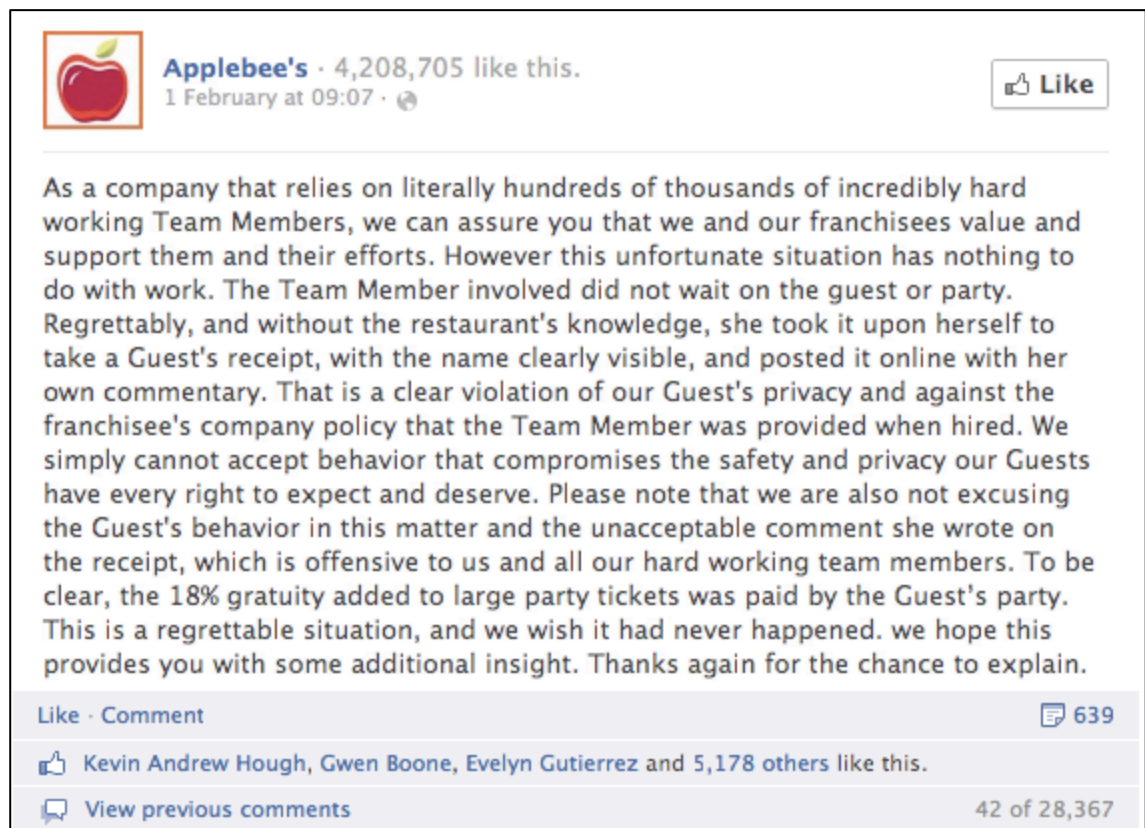 Applebee's · 4,208,705 like this.
1 February at 09:07 ·
Like
As a company that relies on literally hundreds of thousands of incredibly hard
working Team Members, we can assure you that we and our franchisees value and
support them and their efforts. However this unfortunate situation has nothing to
do with work. The Team Member involved did not wait on the guest or party.
Regrettably, and without the restaurant's knowledge, she took it upon herself to
take a Guest's receipt, with the name clearly visible, and posted it online with her
own commentary. That is a clear violation of our Guest's privacy and against the
franchisee's company policy that the Team Member was provided when hired. We
simply cannot accept behavior that compromises the safety and privacy our Guests
have every right to expect and deserve. Please note that we are also not excusing
the Guest's behavior in this matter and the unacceptable comment she wrote on
the receipt, which is offensive to us and all our hard working team members. To be
clear, the 18% gratuity added to large party tickets was paid by the Guest’s party.
This is a regrettable situation, and we wish it had never happened. we hope this
provides you with some additional insight. Thanks again for the chance to explain.
Like · Comment 639
Kevin Andrew Hough, Gwen Boone, Evelyn Gutierrez and 5,178 others like this.
View previous comments 42 of 28,367